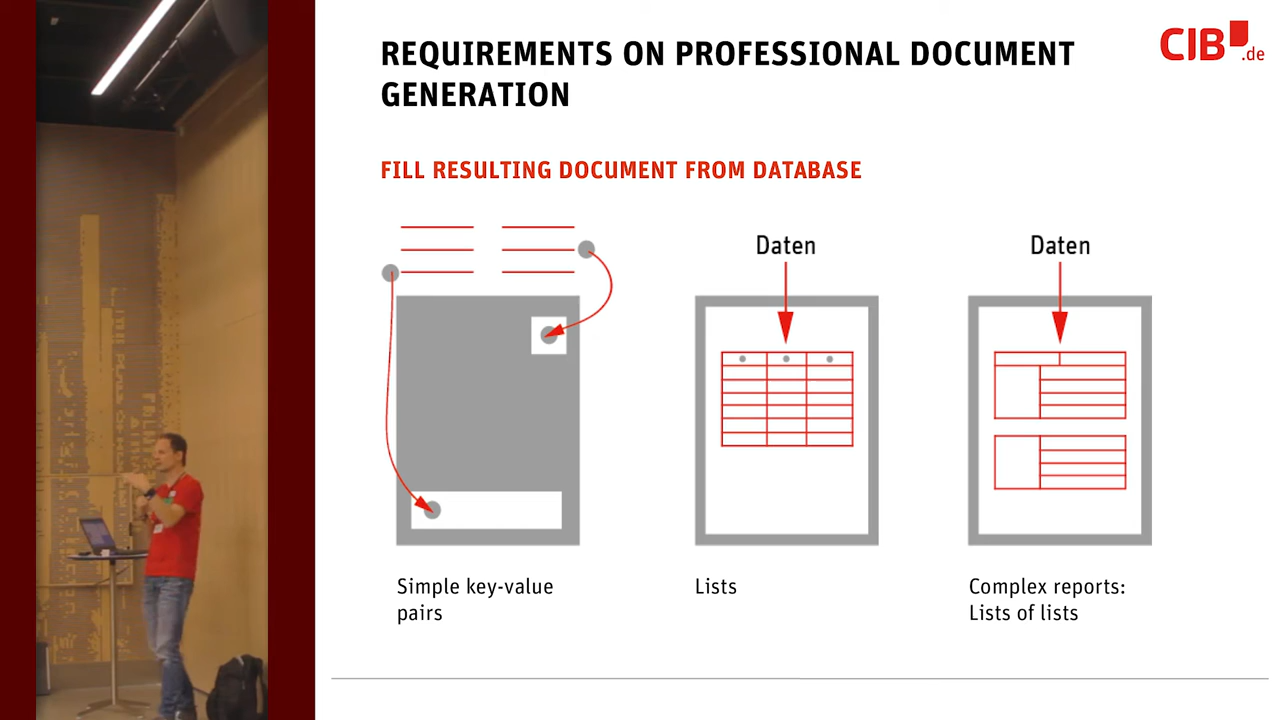 REQUIREMENTS ON PROFESSIONAL DOCUMENT
GENERATION
CIB.de
FILL RESULTING DOCUMENT FROM DATABASE
Daten
Daten
Simple key-value
pairs
Lists
Complex reports:
Lists of lists